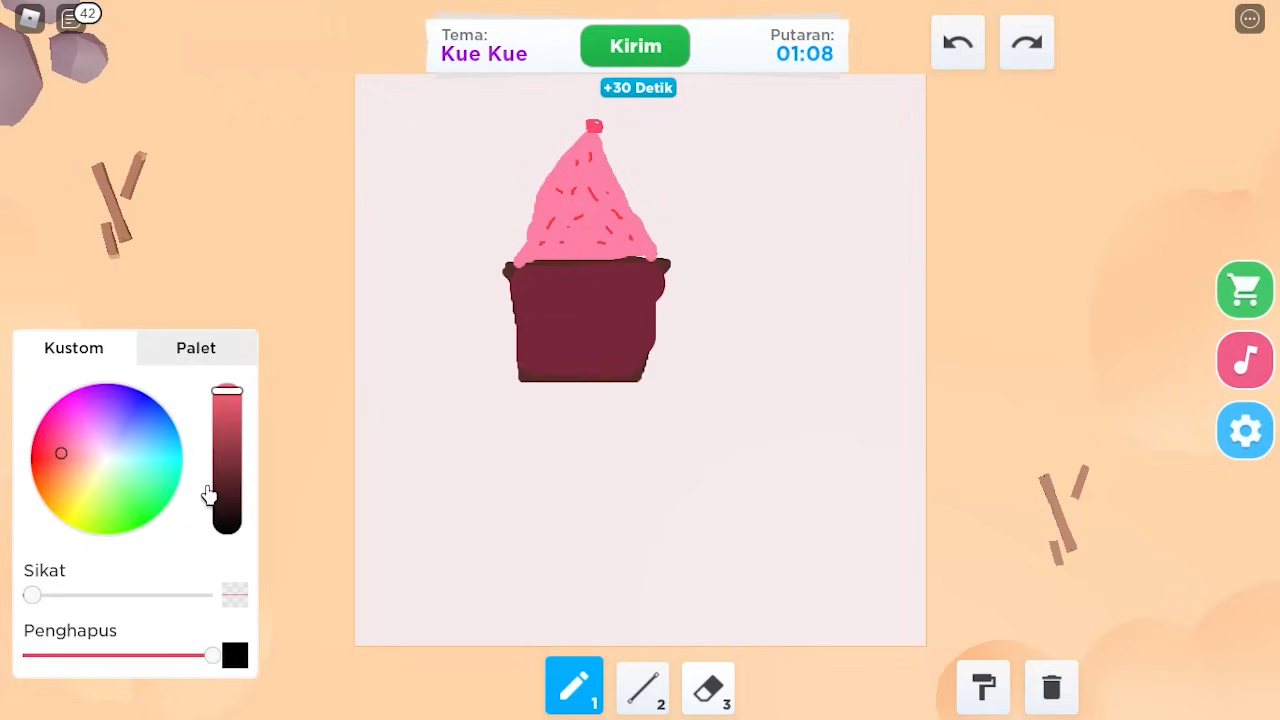 42
Tema:
Kue Kue
Kirim
Putaran:
01:08
+30 Detik
Kustom
Palet
Sikat
Penghapus
1
2
3